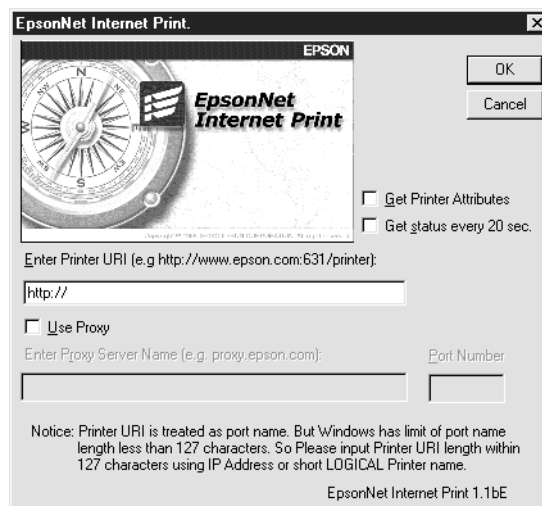 EpsonNet Internet Print.
EPSON
EpsonNet
Internet Print
N
W
S
OK
Cancel
Get Printer Attributes
Get status every 20 sec.
Enter Printer URI (e.g http://www.epson.com:631/printer):
http://
Use Proxy
Enter Proxy Server Name (e.g. proxy.epson.com):
Port Number
Notice: Printer URI is treated as port name. But Windows has limit of port name
length less than 127 characters. So Please input Printer URI length within
127 characters using IP Address or short LOGICAL Printer name.
EpsonNet Internet Print 1.1bE